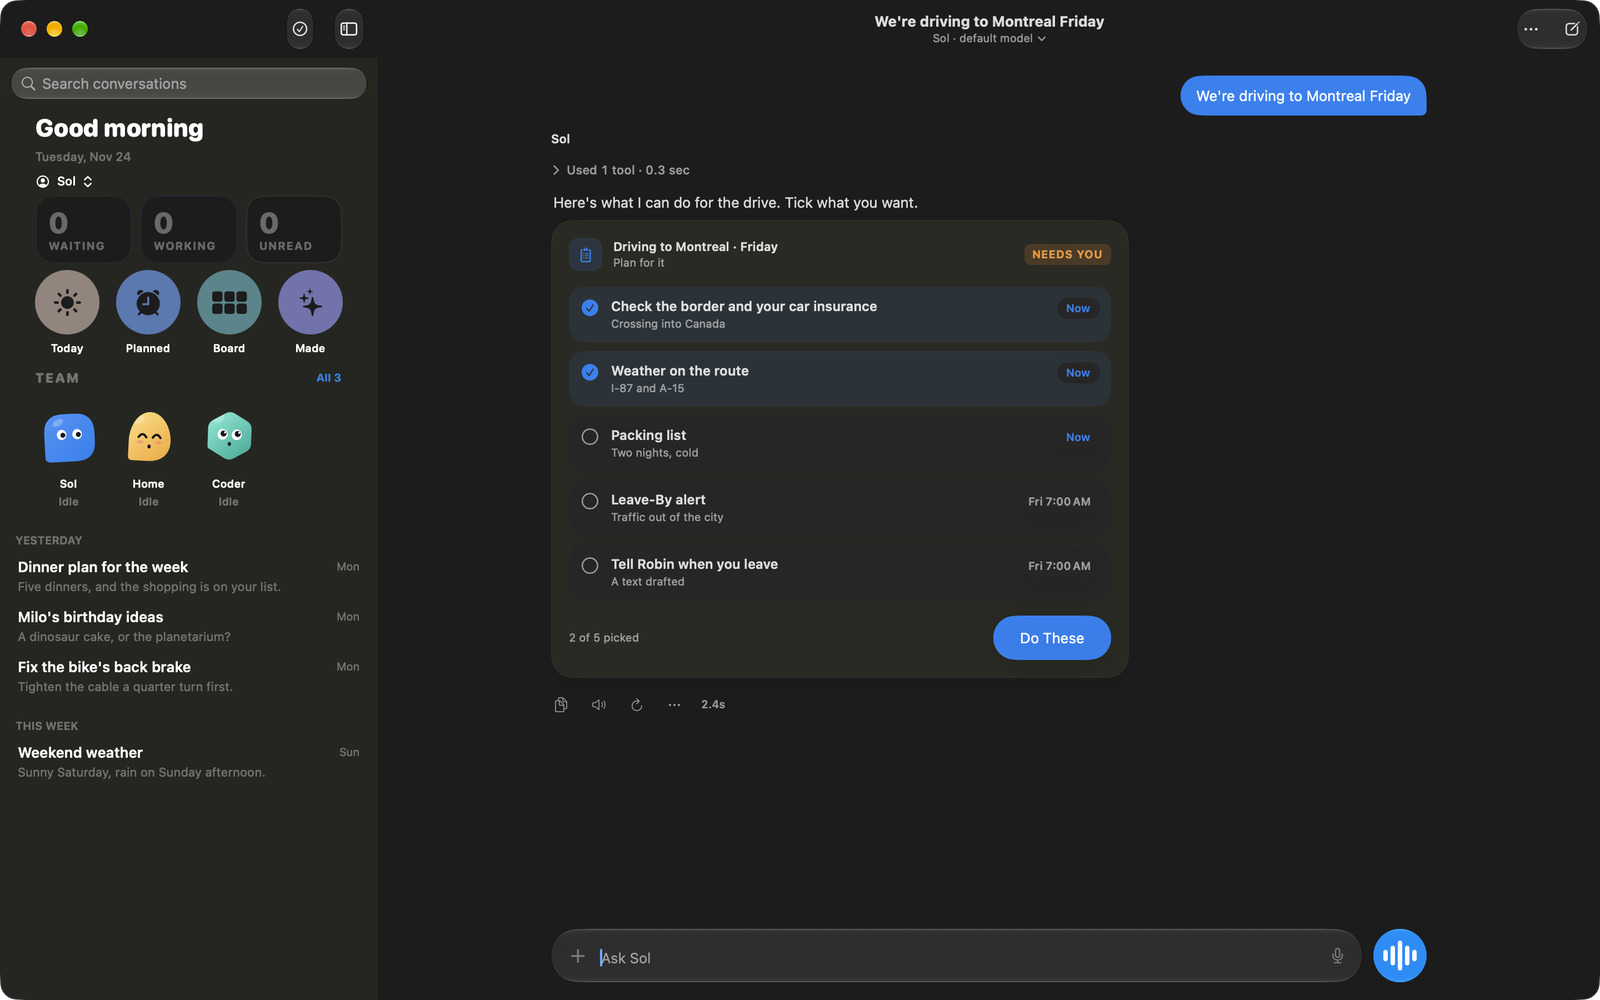 We're driving to Montreal Friday
Sol · default model
Search conversations
Good morning
Tuesday, Nov 24
Sol
0
WAITING
0
WORKING
0
UNREAD
Today
Planned
Board
Made
TEAM
All 3
Sol
Idle
Home
Idle
Coder
Idle
YESTERDAY
Dinner plan for the week
Mon
Five dinners, and the shopping is on your list.
Milo's birthday ideas
Mon
A dinosaur cake, or the planetarium?
Fix the bike's back brake
Mon
Tighten the cable a quarter turn first.
THIS WEEK
Weekend weather
Sun
Sunny Saturday, rain on Sunday afternoon.
We're driving to Montreal Friday
Sol
Used 1 tool · 0.3 sec
Here's what I can do for the drive. Tick what you want.
Driving to Montreal · Friday
Plan for it
NEEDS YOU
Check the border and your car insurance
Crossing into Canada
Now
Weather on the route
I-87 and A-15
Now
Packing list
Two nights, cold
Now
Leave-By alert
Traffic out of the city
Fri 7:00 AM
Tell Robin when you leave
A text drafted
Fri 7:00 AM
2 of 5 picked
Do These
2.4s
Ask Sol